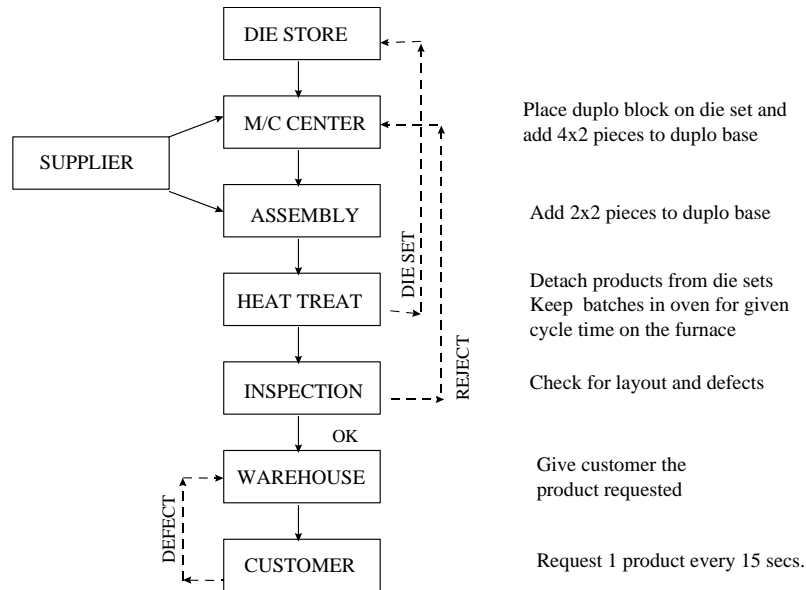 DIE STORE
M/C CENTER
Place duplo block on die set and
add 4x2 pieces to duplo base
SUPPLIER
ASSEMBLY
Add 2x2 pieces to duplo base
DIE SET
HEAT TREAT
Detach products from die sets
Keep batches in oven for given
cycle time on the furnace
REJECT
INSPECTION
Check for layout and defects
OK
WAREHOUSE
Give customer the
product requested
DEFECT
CUSTOMER
Request 1 product every 15 secs.